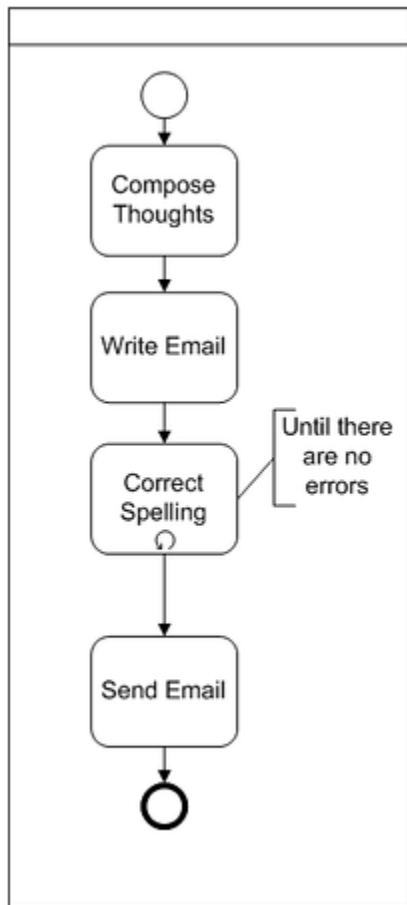 Compose
Thoughts
Write Email
Until there
are no
errors
Correct
Spelling
Send Email